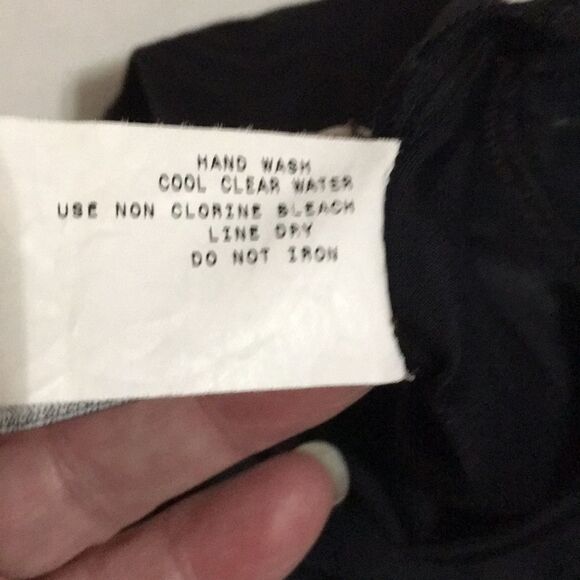 HAND WASH
COOL CLEAR WATER
USE NON CLORINE BLEACH
LINE DRY
DO NOT IRON